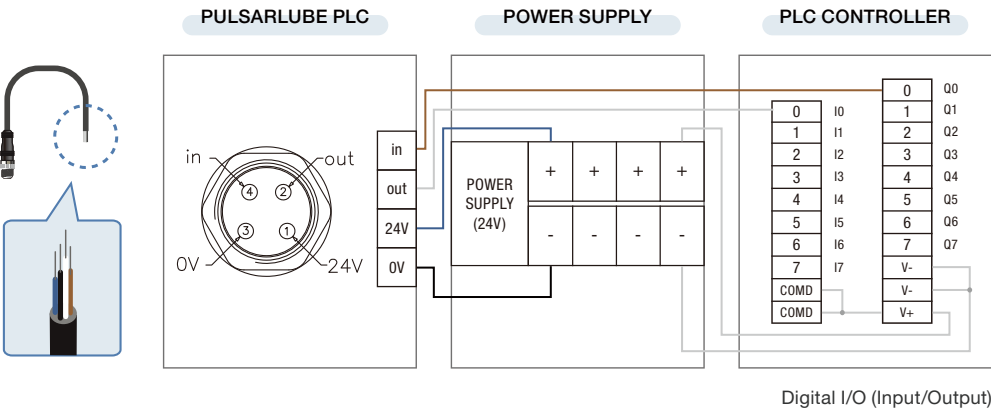 PULSARLUBE PLC
POWER SUPPLY
PLC CONTROLLER
in
out
4
2
3
1
0V
24V
in
out
24V
0V
POWER
SUPPLY
(24V)
+ + + +
- - - -
0 I0
1 I1
2 I2
3 I3
4 I4
5 I5
6 I6
7 I7
COMD
COMD
0 Q0
1 Q1
2 Q2
3 Q3
4 Q4
5 Q5
6 Q6
7 Q7
V-
V-
V+
Digital I/O (Input/Output)